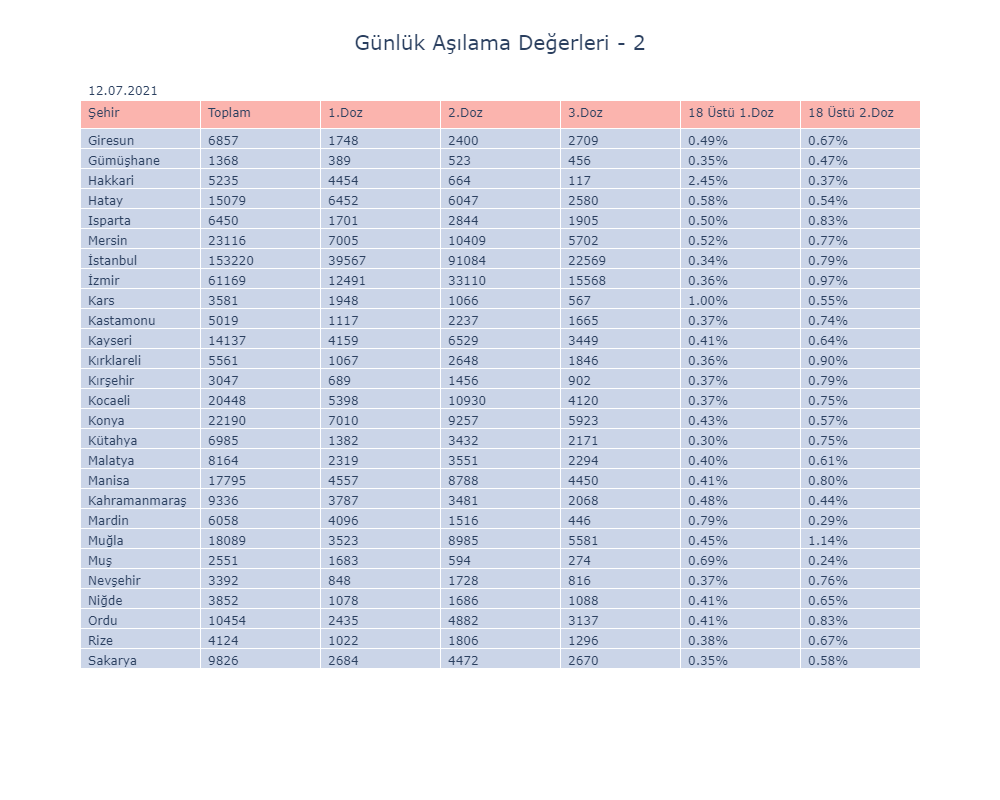 Günlük Aşılama Değerleri - 2
12.07.2021
Şehir Toplam 1.Doz 2.Doz 3.Doz 18 Üstü 1.Doz 18 Üstü 2.Doz
Giresun 6857 1748 2400 2709 0.49% 0.67%
Gümüşhane 1368 389 523 456 0.35% 0.47%
Hakkari 5235 4454 664 117 2.45% 0.37%
Hatay 15079 6452 6047 2580 0.58% 0.54%
Isparta 6450 1701 2844 1905 0.50% 0.83%
Mersin 23116 7005 10409 5702 0.52% 0.77%
İstanbul 153220 39567 91084 22569 0.34% 0.79%
İzmir 61169 12491 33110 15568 0.36% 0.97%
Kars 3581 1948 1066 567 1.00% 0.55%
Kastamonu 5019 1117 2237 1665 0.37% 0.74%
Kayseri 14137 4159 6529 3449 0.41% 0.64%
Kırklareli 5561 1067 2648 1846 0.36% 0.90%
Kırşehir 3047 689 1456 902 0.37% 0.79%
Kocaeli 20448 5398 10930 4120 0.37% 0.75%
Konya 22190 7010 9257 5923 0.43% 0.57%
Kütahya 6985 1382 3432 2171 0.30% 0.75%
Malatya 8164 2319 3551 2294 0.40% 0.61%
Manisa 17795 4557 8788 4450 0.41% 0.80%
Kahramanmaraş 9336 3787 3481 2068 0.48% 0.44%
Mardin 6058 4096 1516 446 0.79% 0.29%
Muğla 18089 3523 8985 5581 0.45% 1.14%
Muş 2551 1683 594 274 0.69% 0.24%
Nevşehir 3392 848 1728 816 0.37% 0.76%
Niğde 3852 1078 1686 1088 0.41% 0.65%
Ordu 10454 2435 4882 3137 0.41% 0.83%
Rize 4124 1022 1806 1296 0.38% 0.67%
Sakarya 9826 2684 4472 2670 0.35% 0.58%